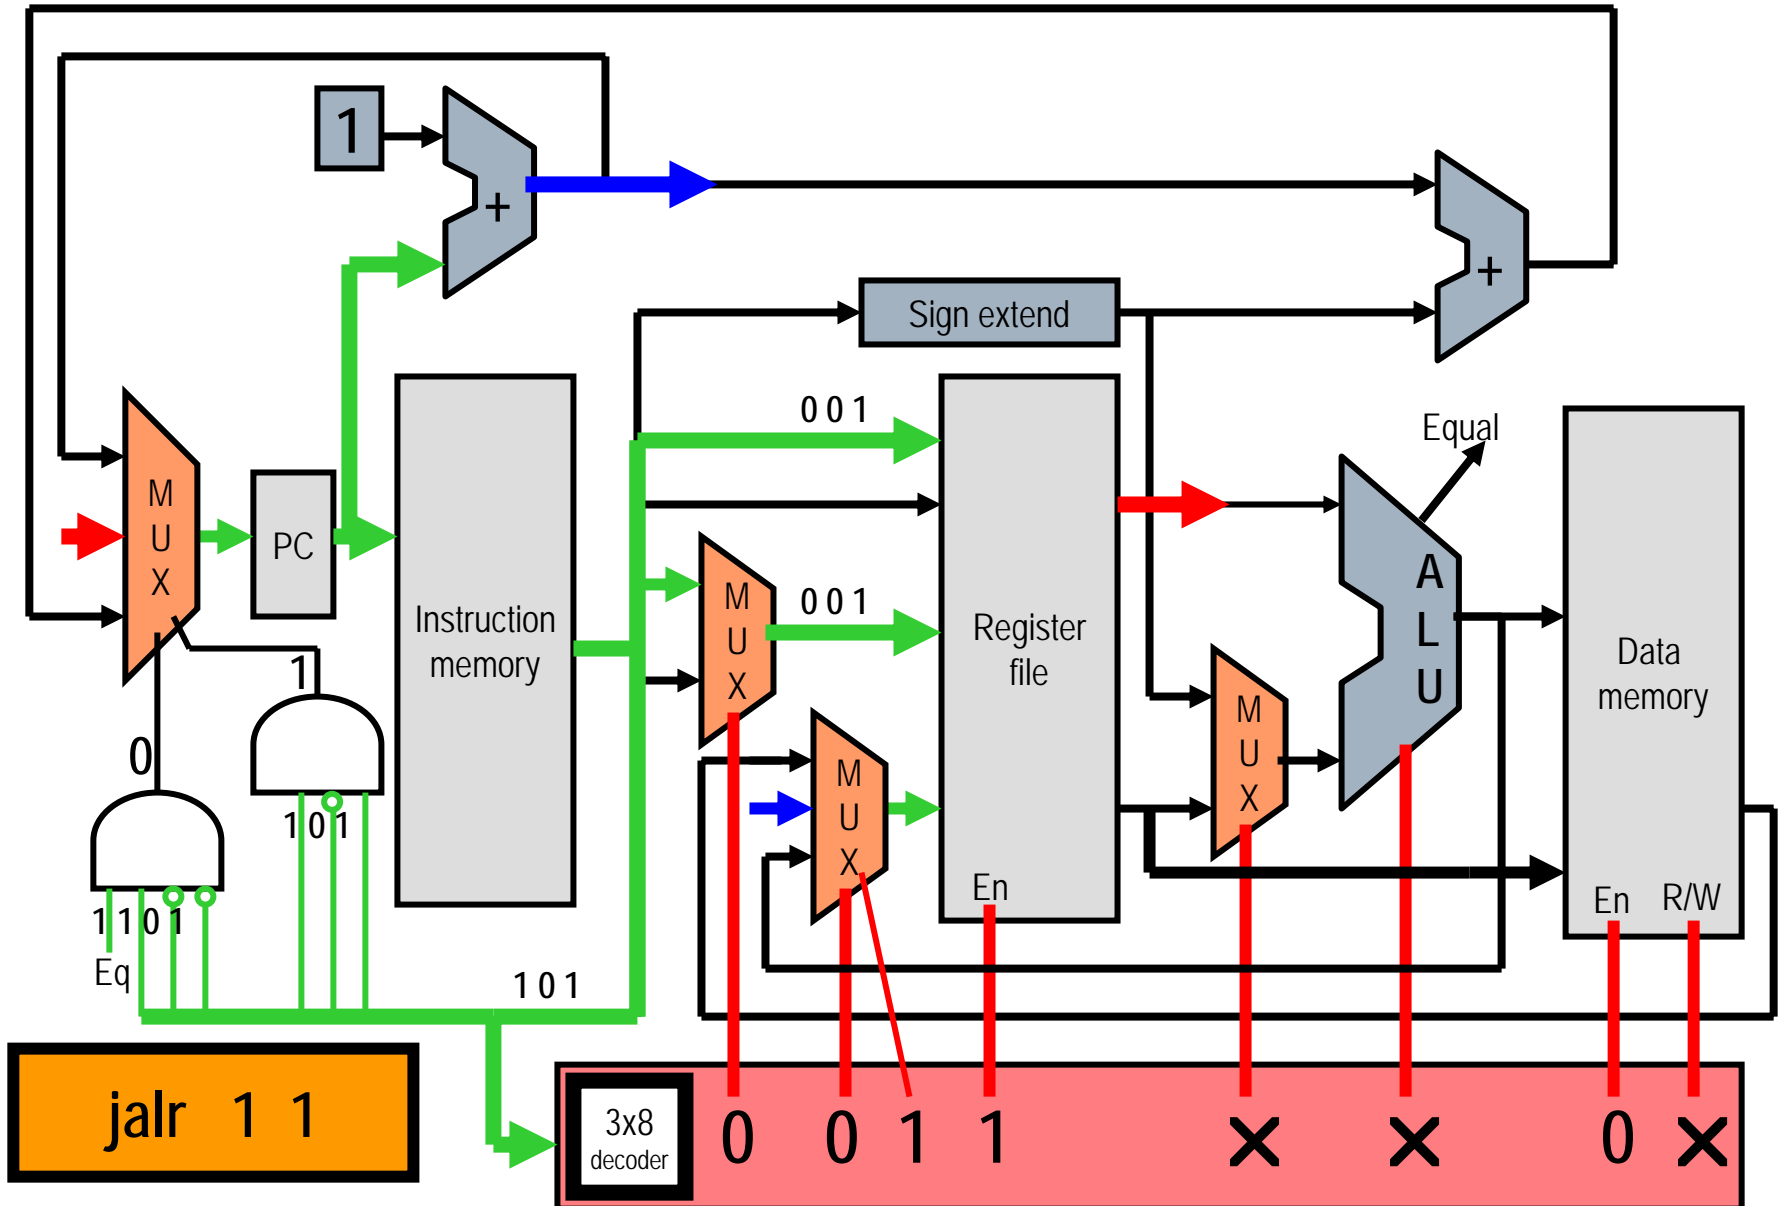 1
+
+
Sign extend
0 0 1
Equal
M
U
X
PC
Instruction
memory
M
U
X
0 0 1
Register
file
A
L
U
Data
memory
1
M
U
X
M
U
X
0
1 0 1
En
En
R/W
1 1 0 1
Eq
1 0 1
jalr 1 1
3x8
decoder
0
0
1
1
X
X
0
X